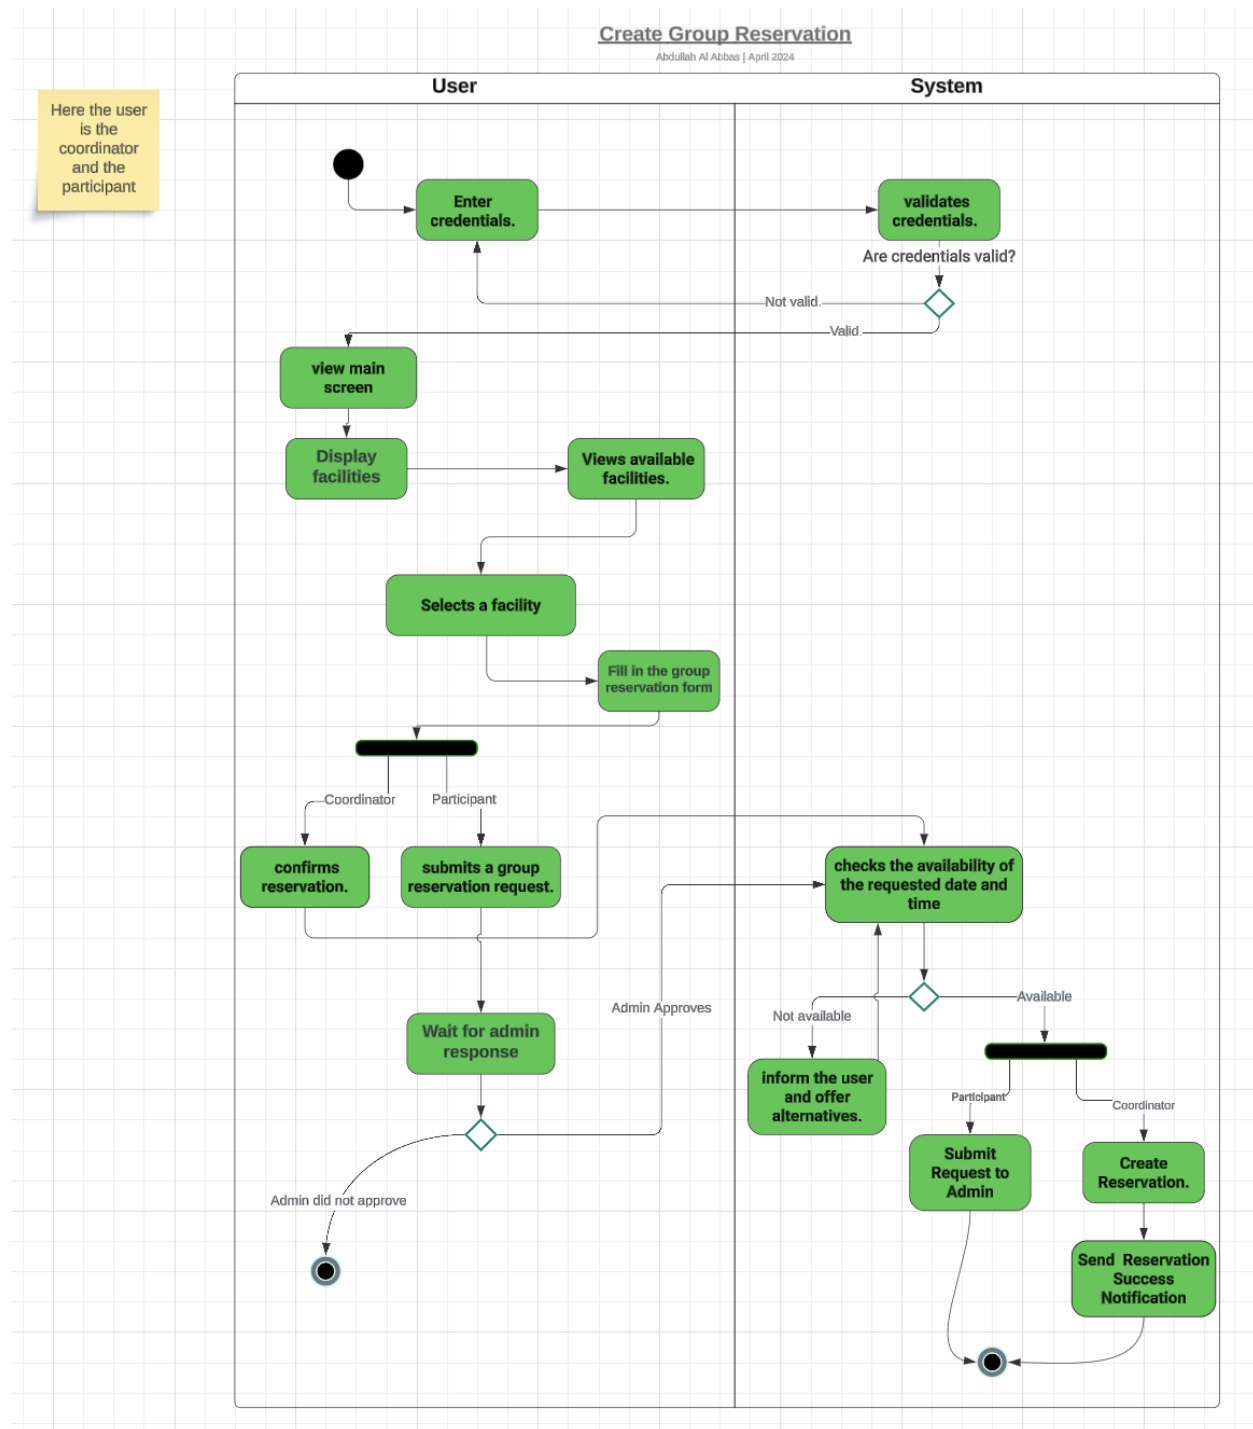 Create Group Reservation
Abdullah Al Abbas | April 2024
User
System
Here the user
is the
coordinator
and the
participant
Enter
credentials.
validates
credentials.
Are credentials valid?
Not valid.
Valid.
view main
screen
Display
facilities
Views available
facilities.
Selects a facility
Fill in the group
reservation form
Coordinator
Participant
confirms
reservation.
submits a group
reservation request.
checks the availability of
the requested date and
time
Admin Approves
Not available
Available
Wait for admin
response
inform the user
and offer
alternatives.
Participant
Coordinator
Submit
Request to
Admin
Create
Reservation.
Admin did not approve
Send  Reservation
Success
Notification